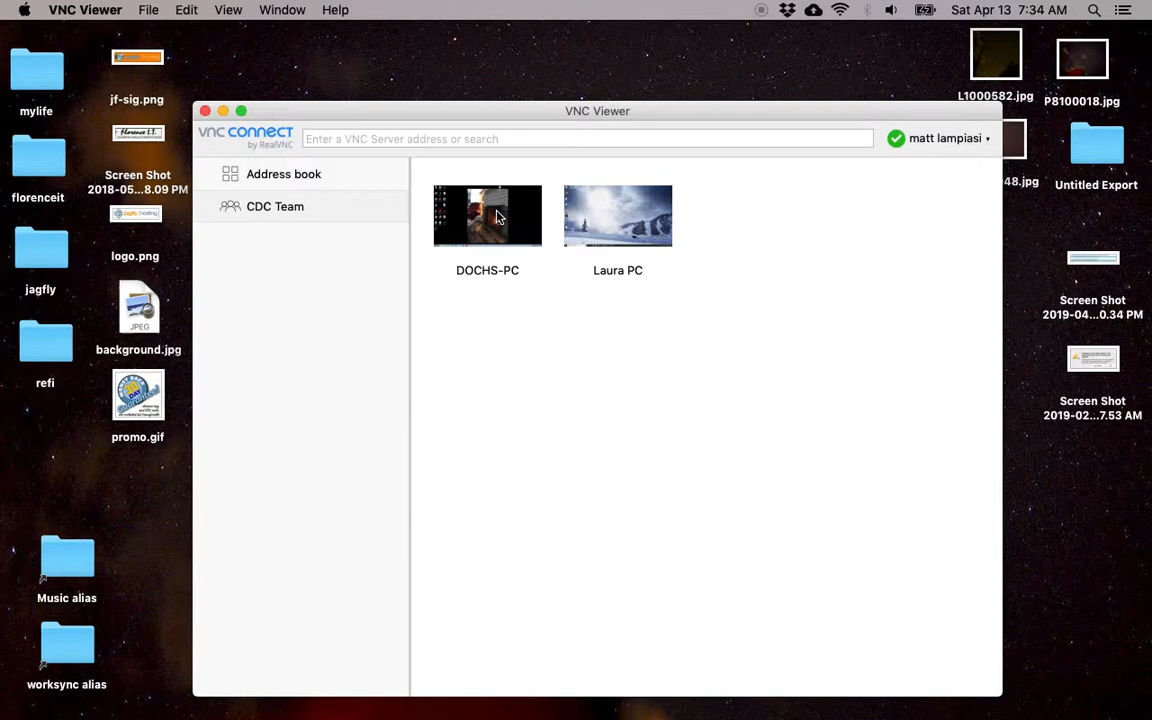 VNC Viewer File Edit View Window Help Sat Apr 13 7:34 AM
mylife
florenceit
jagfly
refi
Music alias
worksync alias
jf-sig.png
Florence I.T.
Screen Shot
2018-05...8.09 PM
logo.png
JPEG
background.jpg
promo.gif
VNC Viewer
VNC CONNECT
by RealVNC
Enter a VNC Server address or search
matt lampiasi
Address book
CDC Team
DOCHS-PC
Laura PC
L1000582.jpg
P8100018.jpg
48.jpg
Untitled Export
Screen Shot
2019-04...0.34 PM
Screen Shot
2019-02...7.53 AM